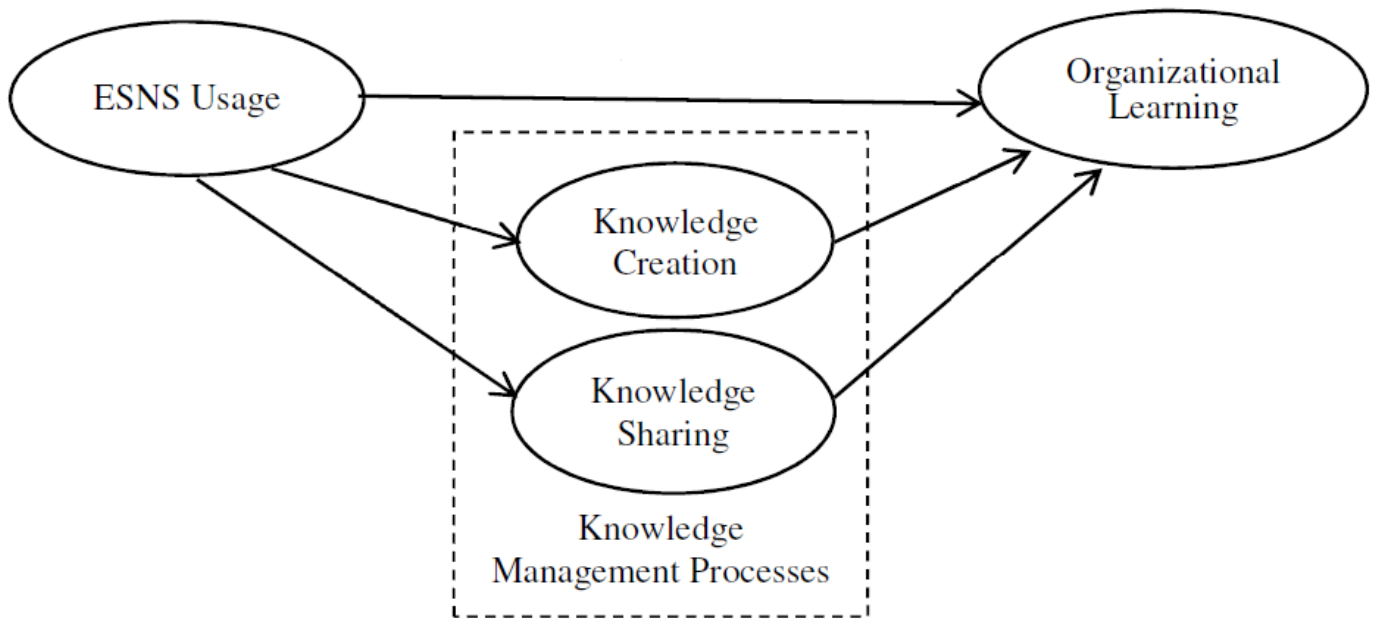 ESNS Usage
Organizational
Learning
Knowledge
Creation
Knowledge
Sharing
Knowledge
Management Processes